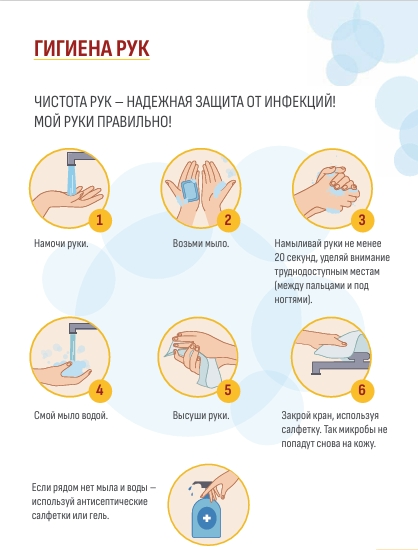 ГИГИЕНА РУК
ЧИСТОТА РУК – НАДЕЖНАЯ ЗАЩИТА ОТ ИНФЕКЦИЙ!
МОЙ РУКИ ПРАВИЛЬНО!
1
Намочи руки.
2
Возьми мыло.
3
Намыливай руки не менее
20 секунд, уделяй внимание
труднодоступным местам
(между пальцами и под
ногтями).
4
Смой мыло водой.
5
Высуши руки.
6
Закрой кран, используя
салфетку. Так микробы не
попадут снова на кожу.
Если рядом нет мыла и воды –
используй антисептические
салфетки или гель.